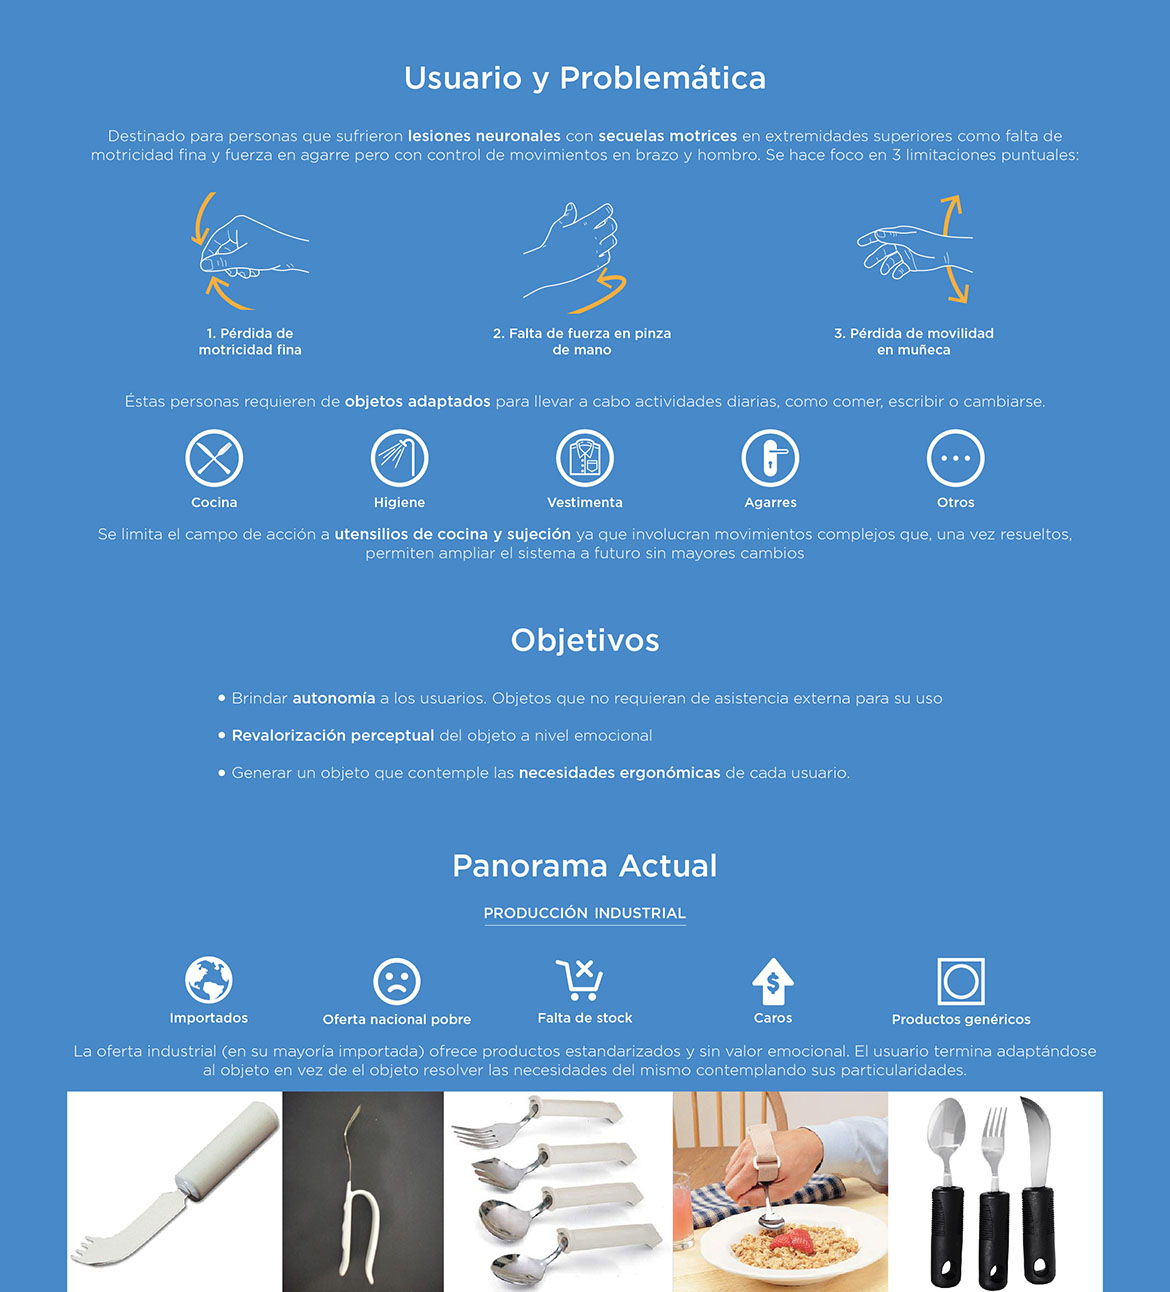 Usuario y Problemática
Destinado para personas que sufrieron lesiones neuronales con secuelas motrices en extremidades superiores como falta de
motricidad fina y fuerza en agarre pero con control de movimientos en brazo y hombro. Se hace foco en 3 limitaciones puntuales:
1. Pérdida de
motricidad fina
2. Falta de fuerza en pinza
de mano
3. Pérdida de movilidad
en muñeca
Éstas personas requieren de objetos adaptados para llevar a cabo actividades diarias, como comer, escribir o cambiarse.
Cocina
Higiene
Vestimenta
Agarres
Otros
Se limita el campo de acción a utensilios de cocina y sujeción ya que involucran movimientos complejos que, una vez resueltos,
permiten ampliar el sistema a futuro sin mayores cambios
Objetivos
• Brindar autonomía a los usuarios. Objetos que no requieran de asistencia externa para su uso
• Revalorización perceptual del objeto a nivel emocional
• Generar un objeto que contemple las necesidades ergonómicas de cada usuario.
Panorama Actual
PRODUCCIÓN INDUSTRIAL
$
Importados
Oferta nacional pobre
Falta de stock
Caros
Productos genéricos
La oferta industrial (en su mayoría importada) ofrece productos estandarizados y sin valor emocional. El usuario termina adaptándose
al objeto en vez de el objeto resolver las necesidades del mismo contemplando sus particularidades.